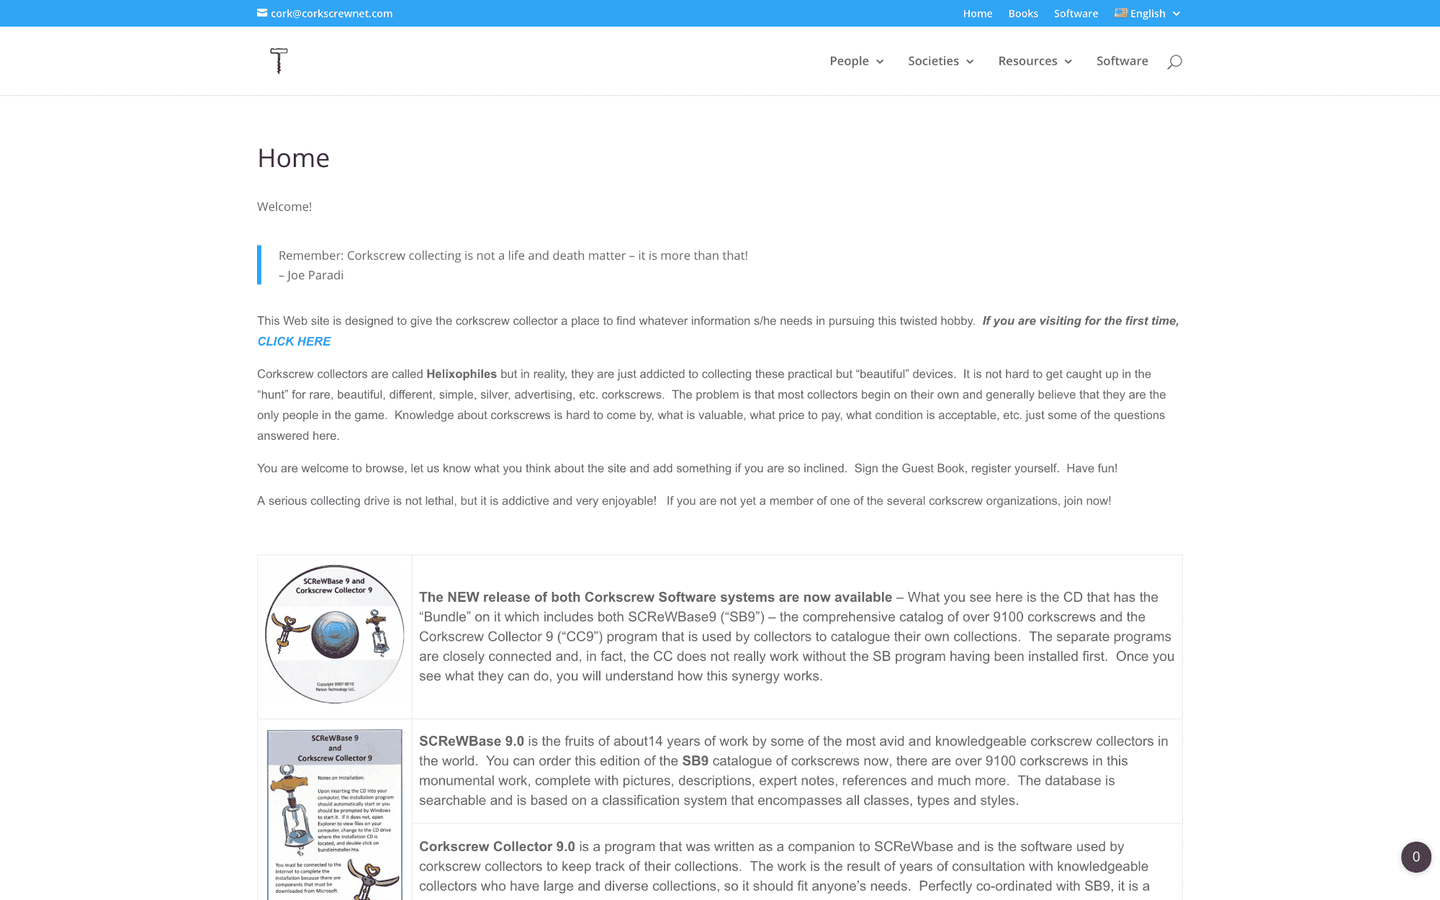 cork@corkscrewnet.com
Home Books Software English
People Societies Resources Software
Home
Welcome!
Remember: Corkscrew collecting is not a life and death matter – it is more than that!
– Joe Paradi
This Web site is designed to give the corkscrew collector a place to find whatever information s/he needs in pursuing this twisted hobby. If you are visiting for the first time,
CLICK HERE
Corkscrew collectors are called Helixophiles but in reality, they are just addicted to collecting these practical but “beautiful” devices. It is not hard to get caught up in the
“hunt” for rare, beautiful, different, simple, silver, advertising, etc. corkscrews. The problem is that most collectors begin on their own and generally believe that they are the
only people in the game. Knowledge about corkscrews is hard to come by, what is valuable, what price to pay, what condition is acceptable, etc. just some of the questions
answered here.
You are welcome to browse, let us know what you think about the site and add something if you are so inclined. Sign the Guest Book, register yourself. Have fun!
A serious collecting drive is not lethal, but it is addictive and very enjoyable! If you are not yet a member of one of the several corkscrew organizations, join now!
SCReWBase 9 and
Corkscrew Collector 9
The NEW release of both Corkscrew Software systems are now available – What you see here is the CD that has the
“Bundle” on it which includes both SCReWBase9 (“SB9”) – the comprehensive catalog of over 9100 corkscrews and the
Corkscrew Collector 9 (“CC9”) program that is used by collectors to catalogue their own collections. The separate programs
are closely connected and, in fact, the CC does not really work without the SB program having been installed first. Once you
see what they can do, you will understand how this synergy works.
SCReWBase 9
and
Corkscrew Collector 9
Notes on Installation:
Upon inserting the CD into your
computer, the installation program
should automatically start or you
should be prompted by Windows
to start it. If it does not, open
Explorer to view files on your
computer, change to the CD drive
where the installation CD is
located, and double click on
bundleinstaller.hta.
You must be connected to the
Internet to complete the
installation because there are
components that must be
downloaded from Microsoft.
SCReWBase 9.0 is the fruits of about14 years of work by some of the most avid and knowledgeable corkscrew collectors in
the world. You can order this edition of the SB9 catalogue of corkscrews now, there are over 9100 corkscrews in this
monumental work, complete with pictures, descriptions, expert notes, references and much more. The database is
searchable and is based on a classification system that encompasses all classes, types and styles.
Corkscrew Collector 9.0 is a program that was written as a companion to SCReWbase and is the software used by
corkscrew collectors to keep track of their collections. The work is the result of years of consultation with knowledgeable
collectors who have large and diverse collections, so it should fit anyone’s needs. Perfectly co-ordinated with SB9, it is a
0